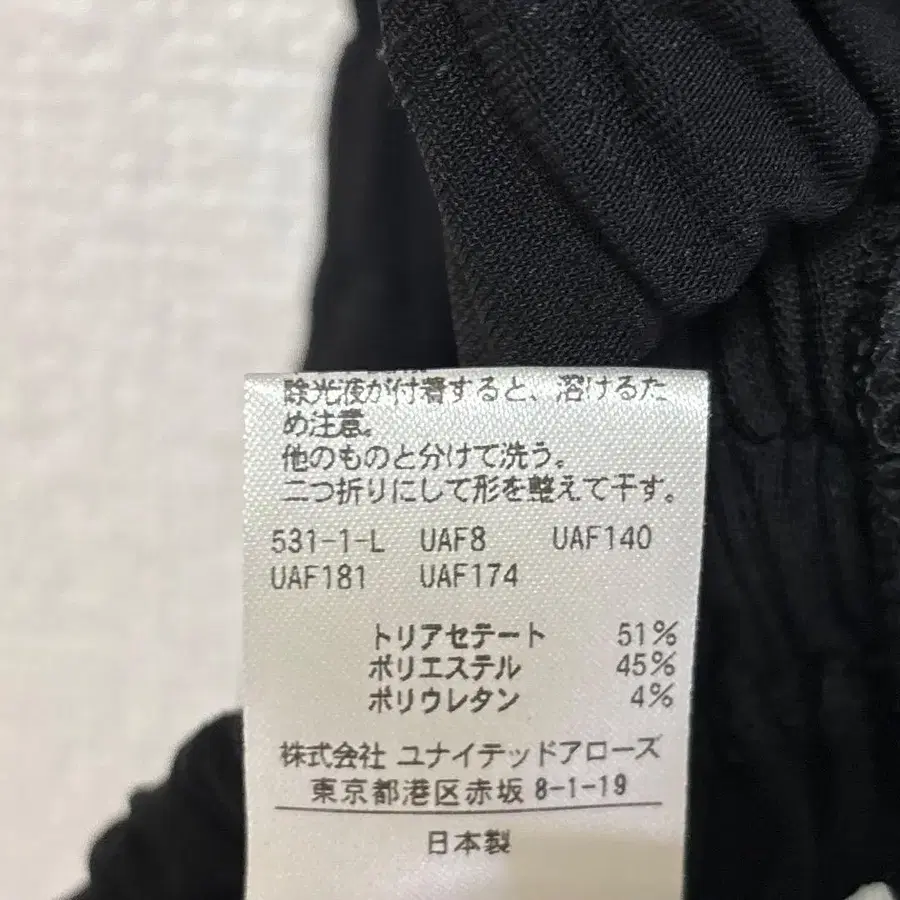 除光液が付着すると、溶けるた
め注意。
他のものと分けて洗う。
二つ折りにして形を整えて干す。
531-1-L UAF8 UAF140
UAF181 UAF174
トリアセテート 51%
ポリエステル 45%
ポリウレタン 4%
株式会社 ユナイテッドアローズ
東京都港区赤坂 8-1-19
日本製